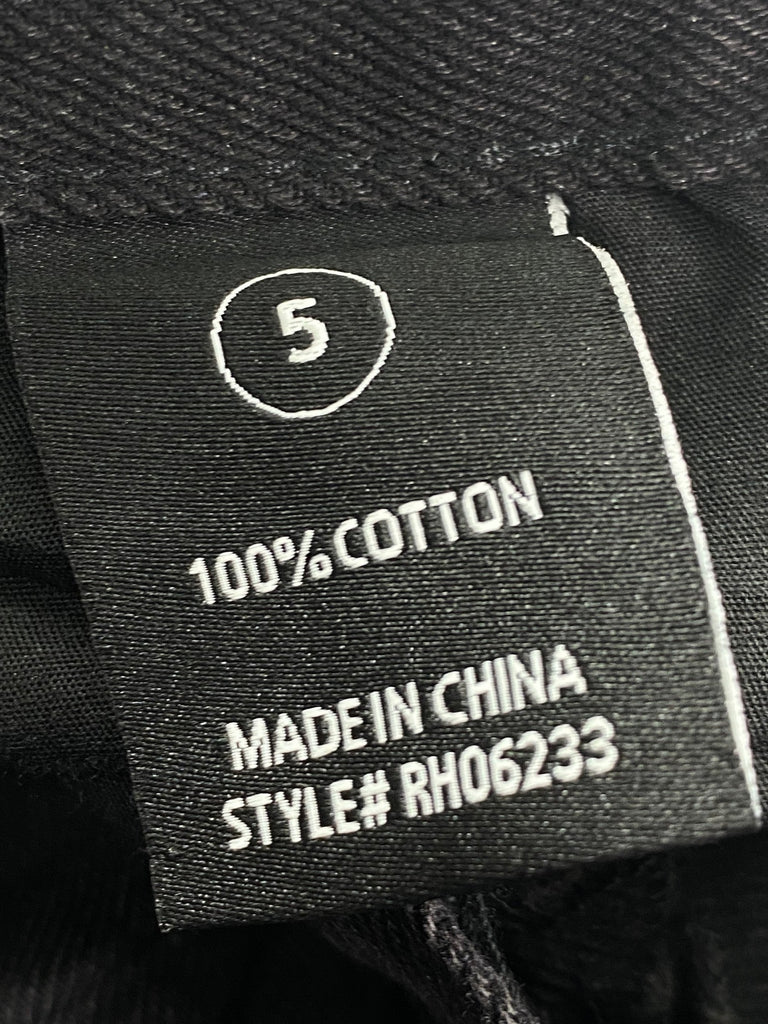 5
100% COTTON
MADE IN CHINA
STYLE# RH06233